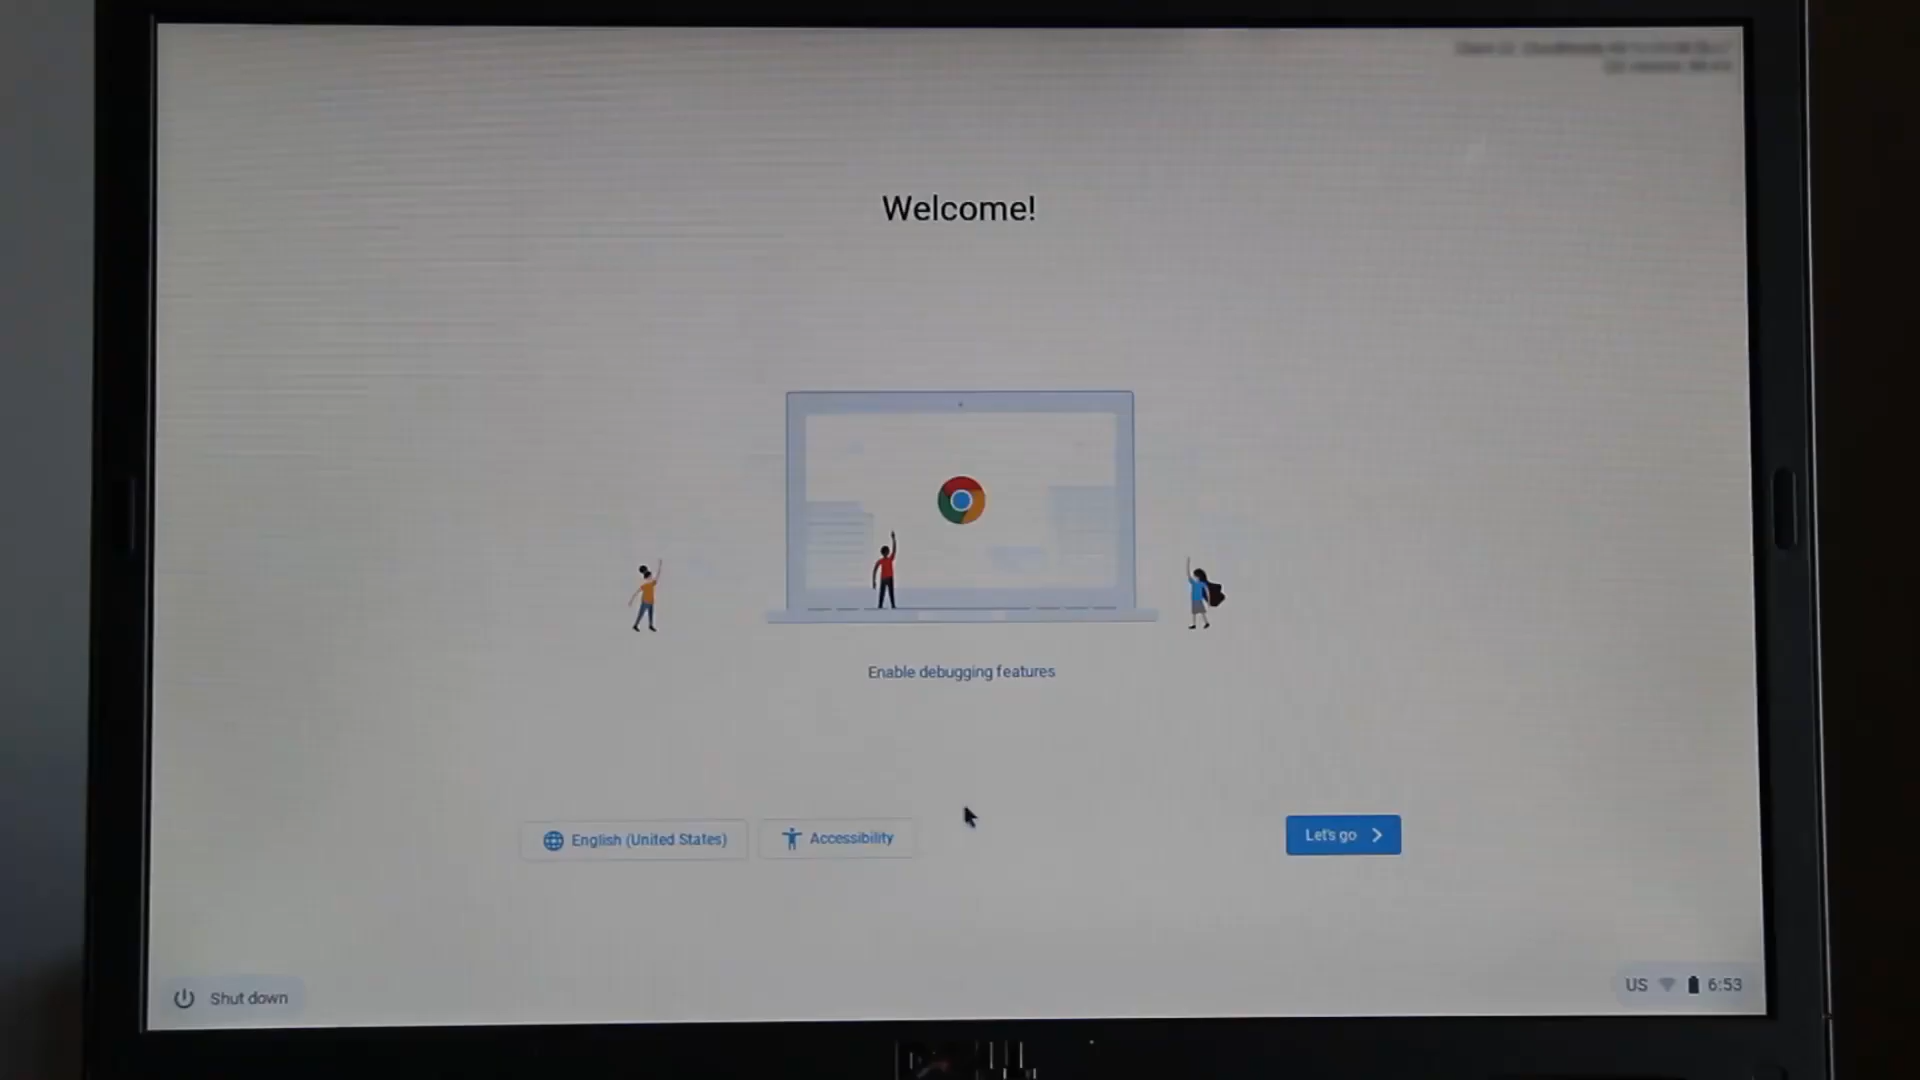 Welcome!
Enable debugging features
English (United States)
Accessibility
Let's go
Shut down
US 6:53